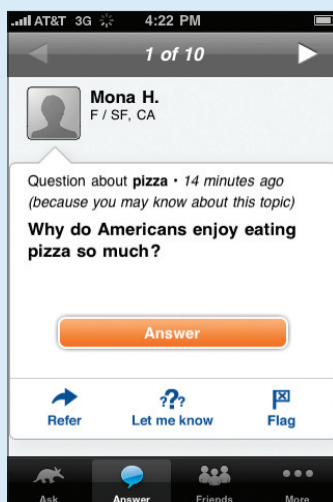 AT&T 3G 4:22 PM
1 of 10
Mona H.
F / SF, CA
Question about pizza • 14 minutes ago
(because you may know about this topic)
Why do Americans enjoy eating
pizza so much?
Answer
???
Refer Let me know Flag
Ask Answer Friends More